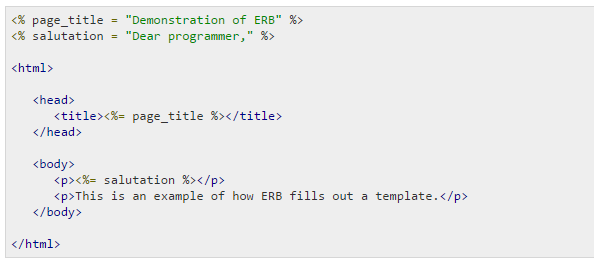 <% page_title = "Demonstration of ERB" %>
<% salutation = "Dear programmer," %>

<html>

   <head>
      <title><%= page_title %></title>
   </head>

   <body>
      <p><%= salutation %></p>
      <p>This is an example of how ERB fills out a template.</p>
   </body>

</html>